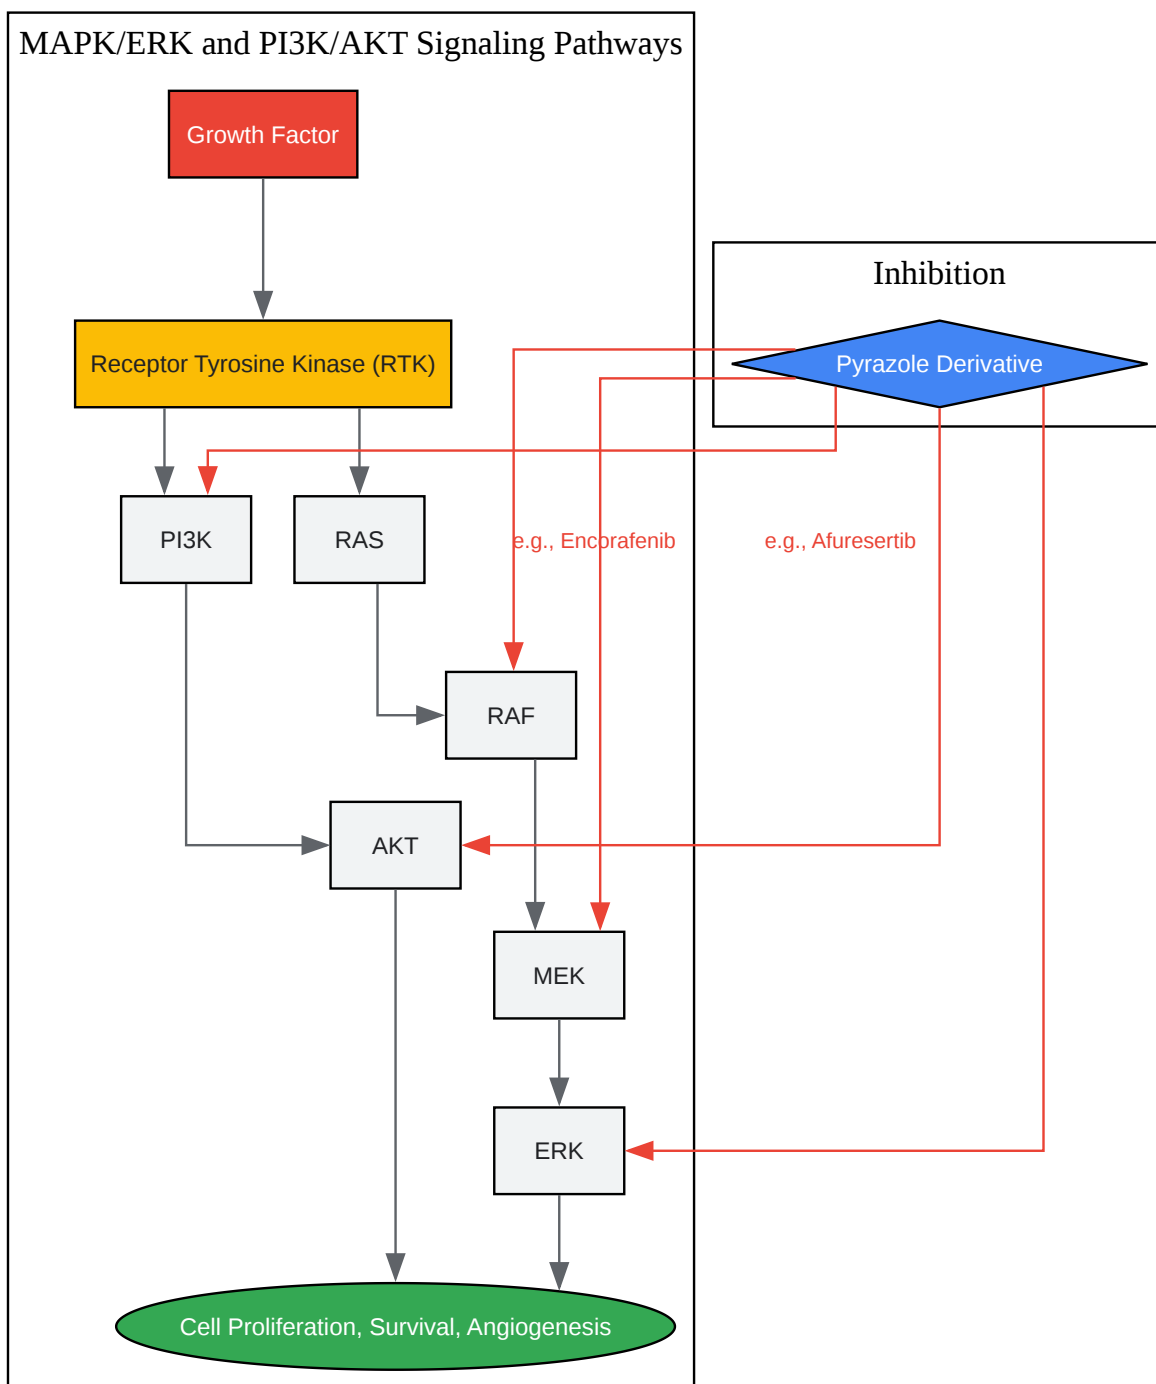 MAPK/ERK and PI3K/AKT Signaling Pathways
Growth Factor
Inhibition
Receptor Tyrosine Kinase (RTK)
Pyrazole Derivative
PI3K
RAS
e.g., Encorafenib
e.g., Afuresertib
RAF
AKT
MEK
ERK
Cell Proliferation, Survival, Angiogenesis